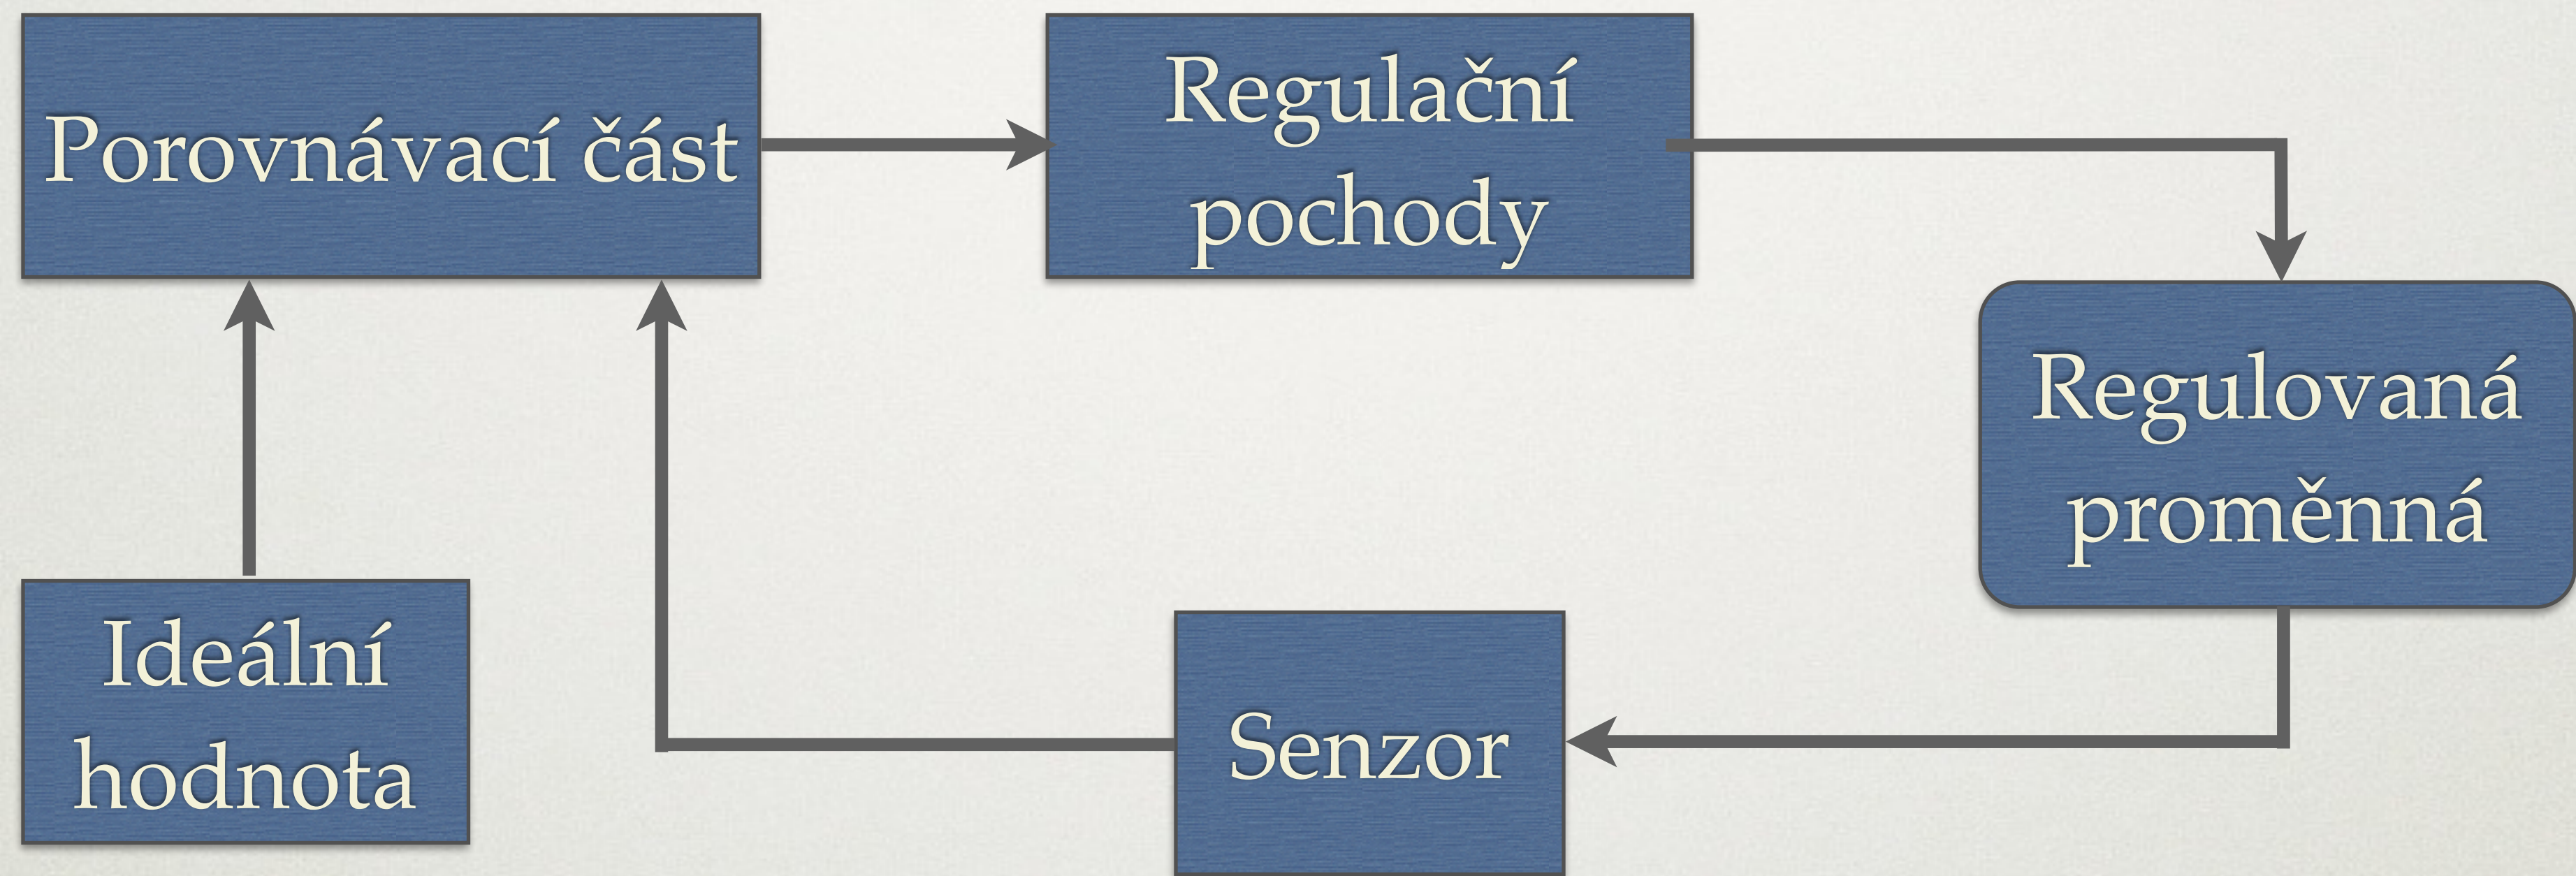 Porovnávací část
Regulační
pochody
Regulovaná
proměnná
Ideální
hodnota
Senzor